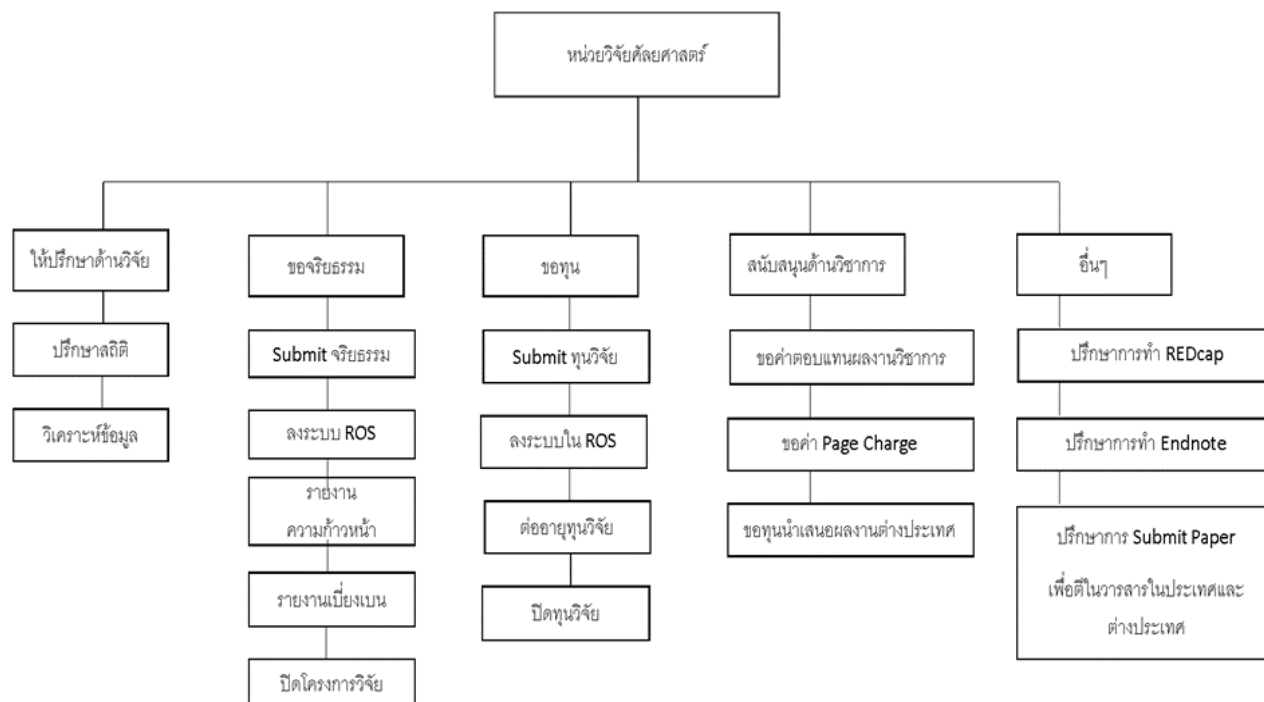 หน่วยวิจัยศัลยศาสตร์
ให้ปรึกษาด้านวิจัย
ปรึกษาสถิติ
วิเคราะห์ข้อมูล
ขอจริยธรรม
Submit จริยธรรม
ลงระบบ ROS
รายงาน
ความก้าวหน้า
รายงานเบี่ยงเบน
ปิดโครงการวิจัย
ขอทุน
Submit ทุนวิจัย
ลงระบบใน ROS
ต่ออายุทุนวิจัย
ปิดทุนวิจัย
สนับสนุนด้านวิชาการ
ขอค่าตอบแทนผลงานวิชาการ
ขอค่า Page Charge
ขอทุนนำเสนอผลงานต่างประเทศ
อื่นๆ
ปรึกษาการทำ REDcap
ปรึกษาการทำ Endnote
ปรึกษาการ Submit Paper
เพื่อตีในวารสารในประเทศและ
ต่างประเทศ